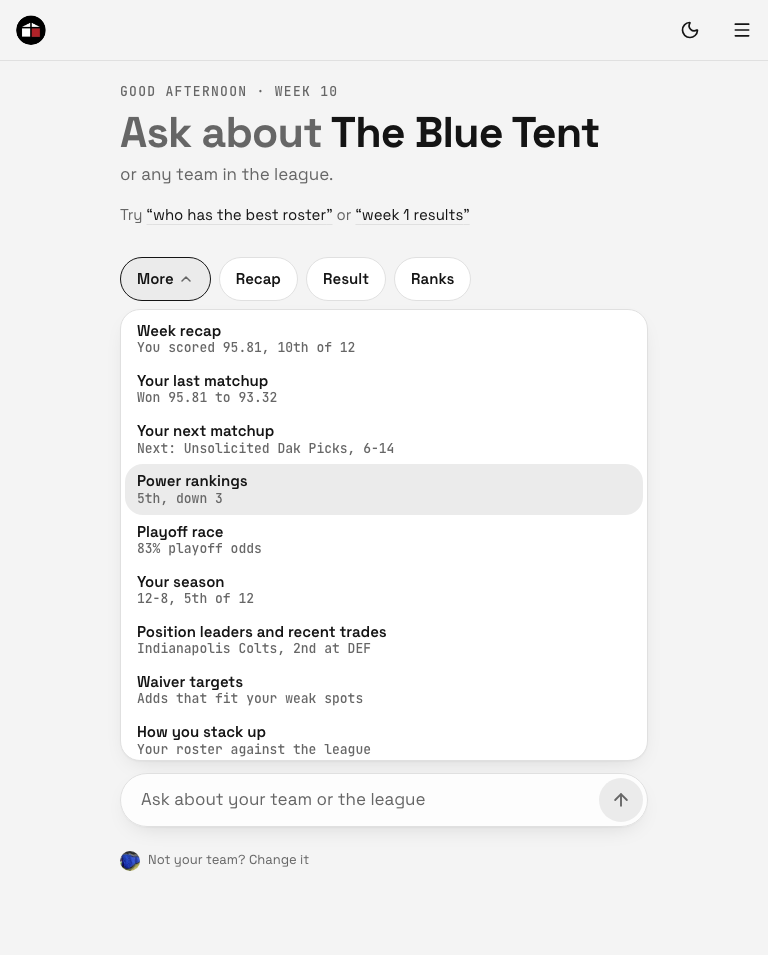 GOOD AFTERNOON · WEEK 10
Ask about The Blue Tent
or any team in the league.
Try “who has the best roster” or “week 1 results”
More Recap Result Ranks
Week recap
You scored 95.81, 10th of 12
Your last matchup
Won 95.81 to 93.32
Your next matchup
Next: Unsolicited Dak Picks, 6-14
Power rankings
5th, down 3
Playoff race
83% playoff odds
Your season
12-8, 5th of 12
Position leaders and recent trades
Indianapolis Colts, 2nd at DEF
Waiver targets
Adds that fit your weak spots
How you stack up
Your roster against the league
Ask about your team or the league
Not your team? Change it